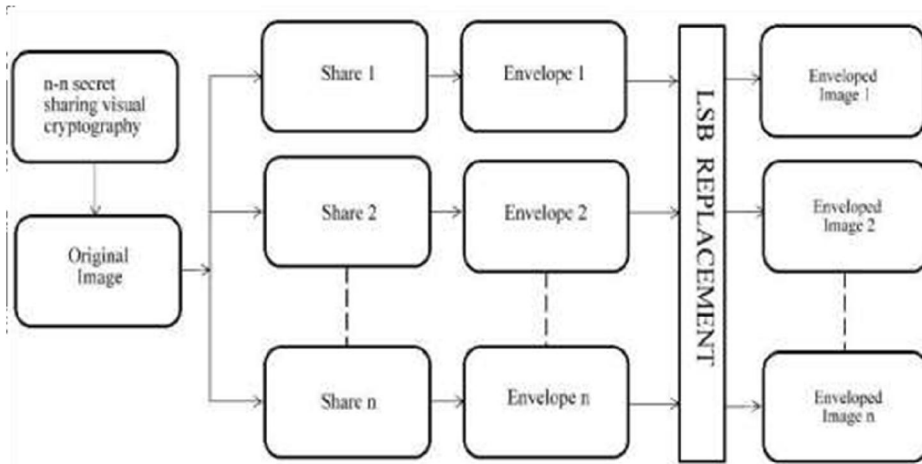 n-n secret
sharing visual
cryptography
Original
Image
Share 1
Envelope 1
Share 2
Envelope 2
Share n
Envelope n
LSB REPLACEMENT
Enveloped
Image 1
Enveloped
Image 2
Enveloped
Image n